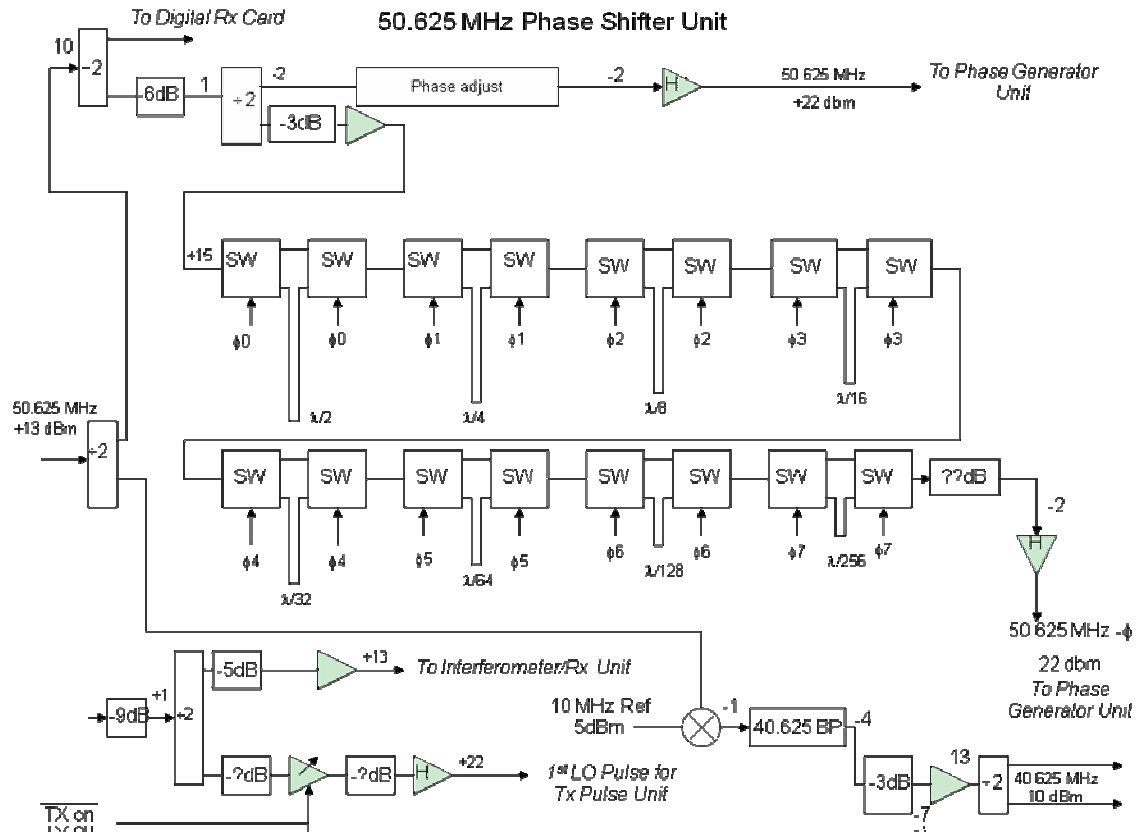 To Digital Rx Card
50.625 MHz Phase Shifter Unit
10
÷2
-6dB
1
÷2
-2
Phase adjust
-2
H
50 625 MHz
+22 dbm
To Phase Generator
Unit
-3dB
+15
SW SW SW SW SW SW SW SW
ϕ0 ϕ0 ϕ1 ϕ1 ϕ2 ϕ2 ϕ3 ϕ3
λ/2 λ/4 λ/8 λ/16
50.625 MHz
+13 dBm
÷2
SW SW SW SW SW SW SW SW
??dB
-2
H
ϕ4 ϕ4 ϕ5 ϕ5 ϕ6 ϕ6 ϕ7 ϕ7
λ/32 λ/64 λ/128 λ/256
50 625 MHz -ϕ
22 dbm
To Phase
Generator Unit
-9dB
+1
÷2
-5dB
+13
To Interferometer/Rx Unit
10 MHz Ref
5dBm
-1
40.625 BP
-4
-?dB
-?dB
H
+22
1st LO Pulse for
Tx Pulse Unit
-3dB
-7
13
÷2
40 625 MHz
10 dBm
TX on